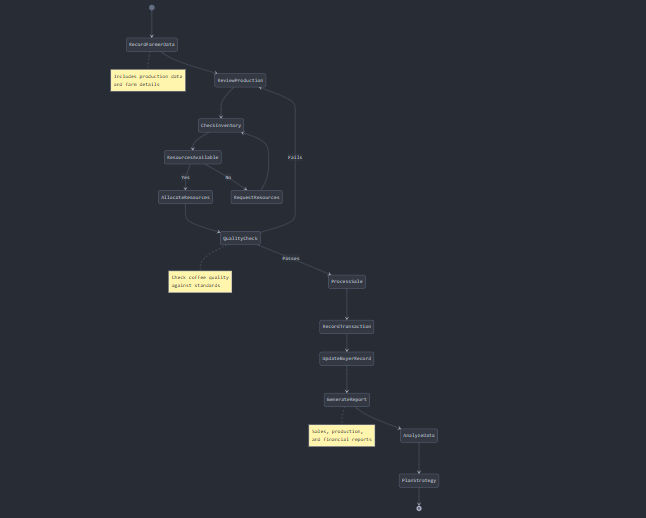 RecordFarmerData
Includes production data
and farm details
ReviewProduction
CheckInventory
ResourcesAvailable
Fails
Yes
No
AllocateResources
RequestResources
QualityCheck
Passes
Check coffee quality
against standards
ProcessSale
RecordTransaction
UpdateBuyerRecord
GenerateReport
Sales, production,
and financial reports
AnalyzeData
PlanStrategy